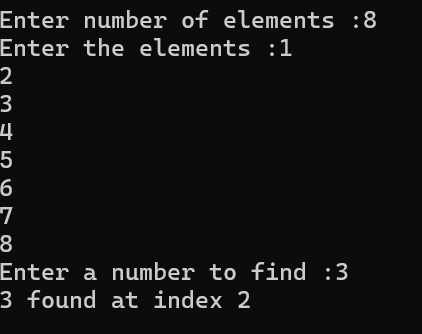 Enter number of elements :8
Enter the elements :1
2
3
4
5
6
7
8
Enter a number to find :3
3 found at index 2